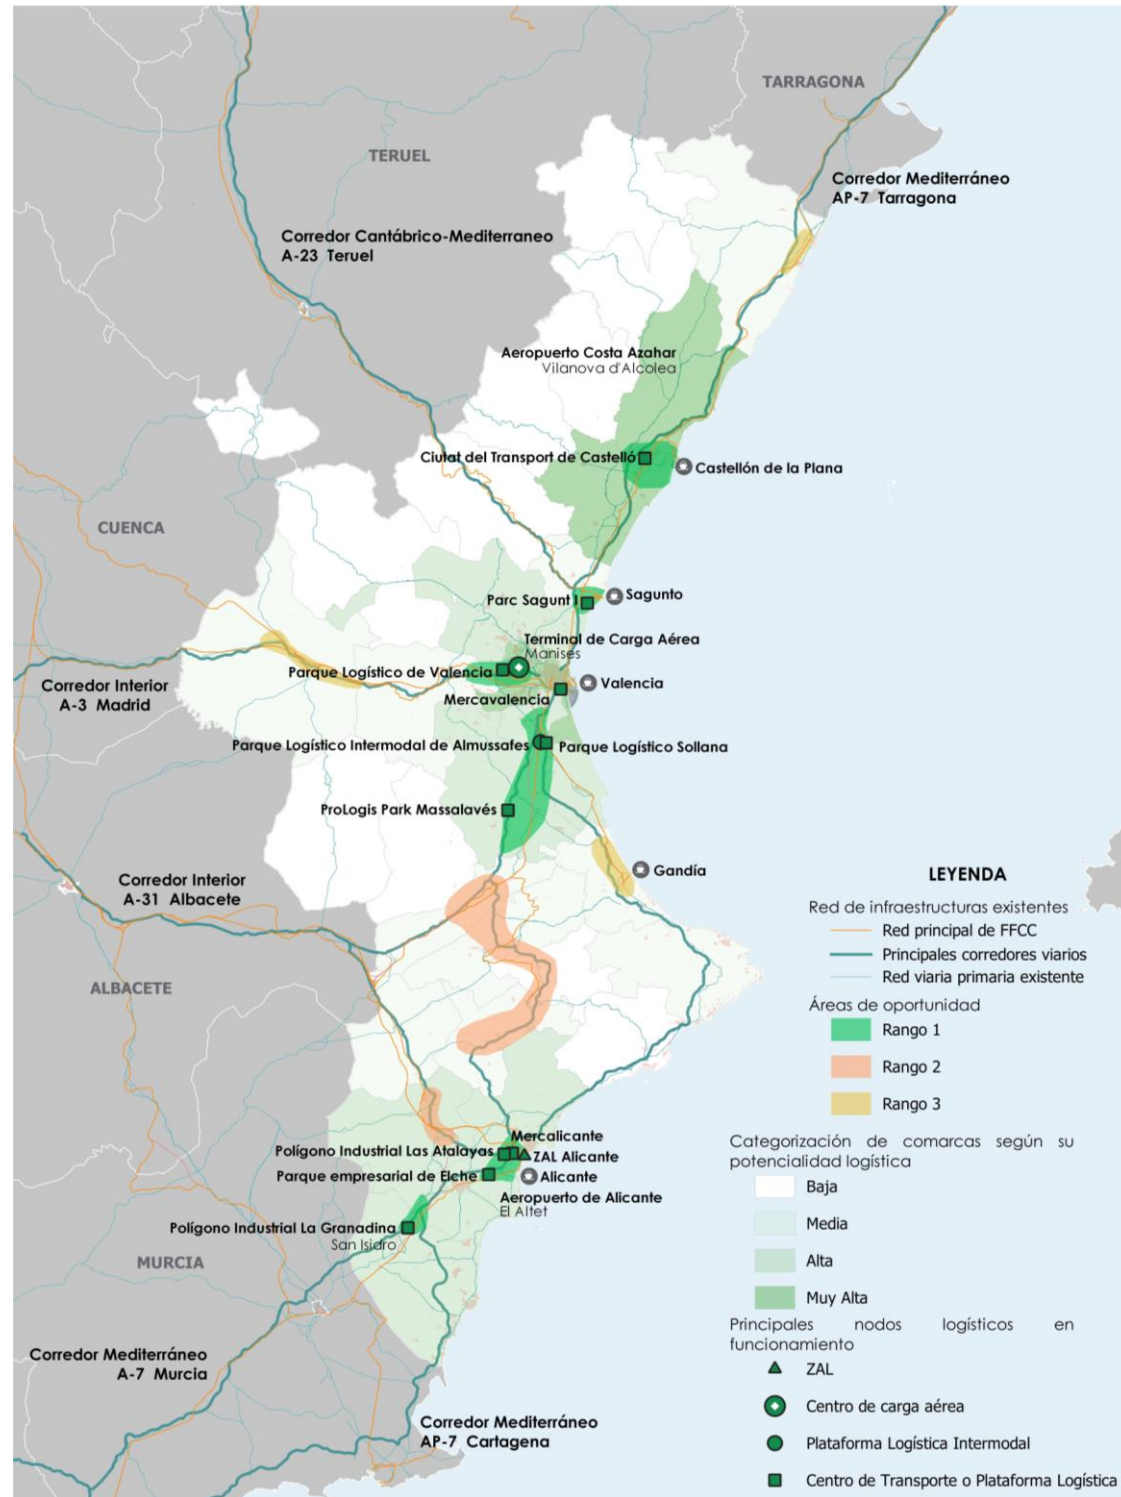 TARRAGONA
TERUEL
Corredor Mediterráneo
AP-7 Tarragona
Corredor Cantábrico-Mediterraneo
A-23 Teruel
Aeropuerto Costa Azahar
Vilanova d'Alcolea
Ciutat del Transport de Castelló
Castellón de la Plana
CUENCA
Parc Sagunt I
Sagunto
Terminal de Carga Aérea
Manises
Parque Logístico de Valencia
Valencia
Corredor Interior
A-3 Madrid
Mercavalencia
Parque Logístico Intermodal de Almussafes
Parque Logístico Sollana
ProLogis Park Massalavés
Gandía
Corredor Interior
A-31 Albacete
ALBACETE
Mercalicante
Polígono Industrial Las Atalayas
ZAL Alicante
Parque empresarial de Elche
Alicante
Aeropuerto de Alicante
El Altet
Polígono Industrial La Granadina
San Isidro
MURCIA
Corredor Mediterráneo
A-7 Murcia
Corredor Mediterráneo
AP-7 Cartagena
LEYENDA
Red de infraestructuras existentes
Red principal de FFCC
Principales corredores viarios
Red viaria primaria existente
Áreas de oportunidad
Rango 1
Rango 2
Rango 3
Categorización de comarcas según su
potencialidad logística
Baja
Media
Alta
Muy Alta
Principales nodos logísticos en
funcionamiento
ZAL
Centro de carga aérea
Plataforma Logística Intermodal
Centro de Transporte o Plataforma Logística